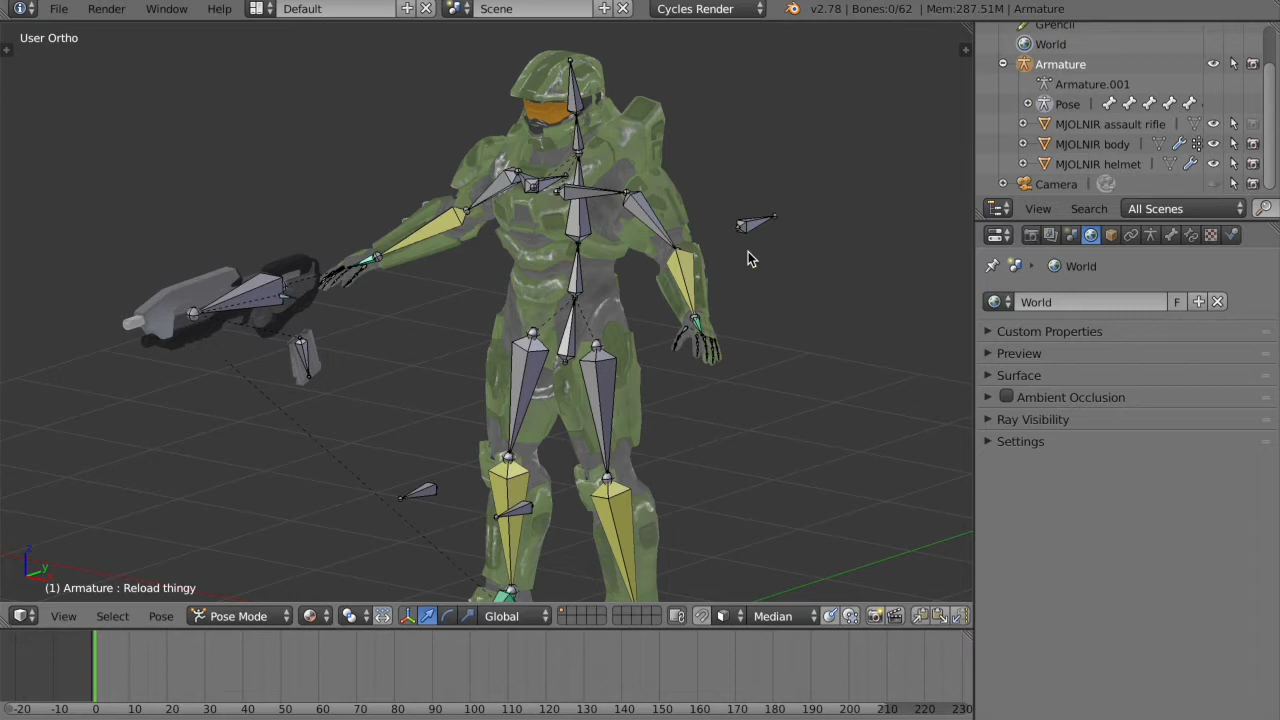 File Render Window Help Default Scene Cycles Render v2.78 | Bones:0/62 | Mem:287.51M | Armature
User Ortho
GPencil
World
Armature
Armature.001
Pose
MJOLNIR assault rifle
MJOLNIR body
MJOLNIR helmet
Camera
View Search All Scenes
World
World F
Custom Properties
Preview
Surface
Ambient Occlusion
Ray Visibility
Settings
z
y
(1) Armature : Reload thingy
View Select Pose Pose Mode Global Median
-20 -10 0 10 20 30 40 50 60 70 80 90 100 110 120 130 140 150 160 170 180 190 200 210 220 230